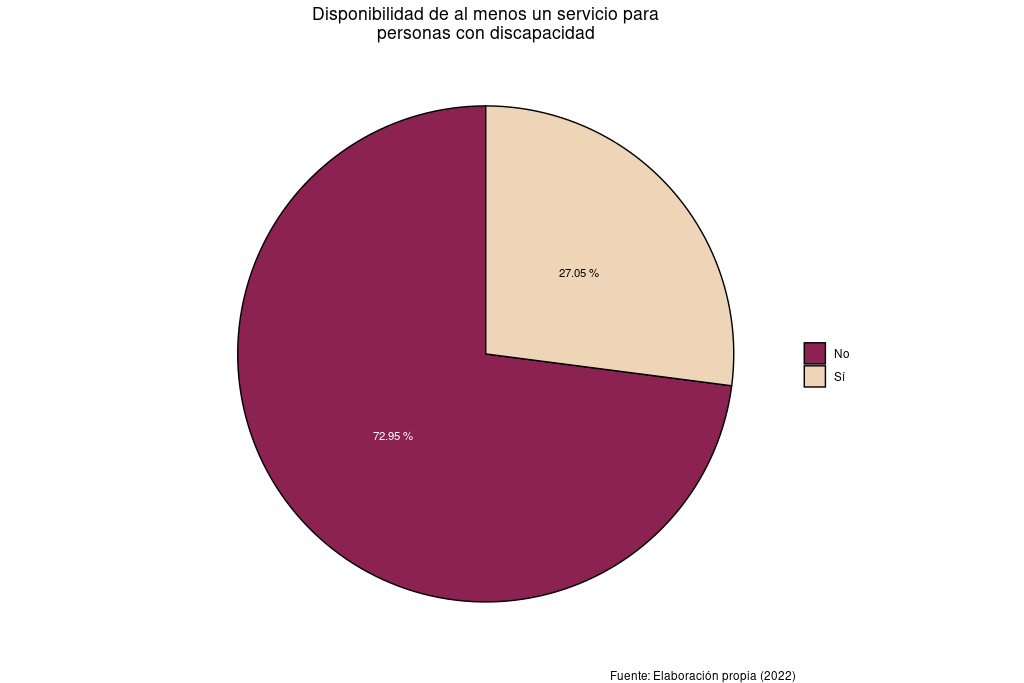 Disponibilidad de al menos un servicio para
personas con discapacidad
27.05 %
72.95 %
No
Sí
Fuente: Elaboración propia (2022)